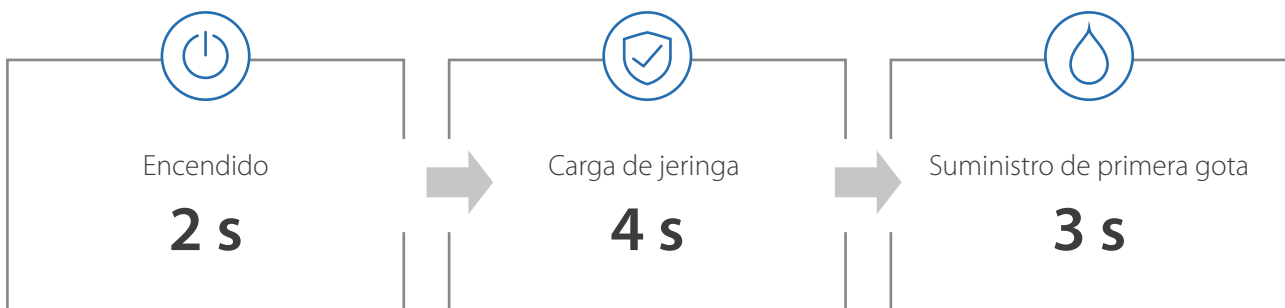 Encendido
2 s
Carga de jeringa
4 s
Suministro de primera gota
3 s